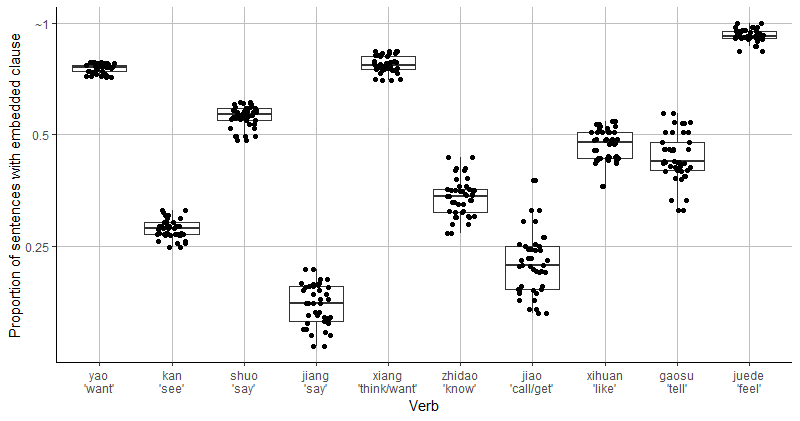 Proportion of sentences with embedded clause
~1
0.5
0.25
yao
'want'
kan
'see'
shuo
'say'
jiang
'say'
xiang
'think/want'
zhidao
'know'
jiao
'call/get'
xihuan
'like'
gaosu
'tell'
juede
'feel'
Verb